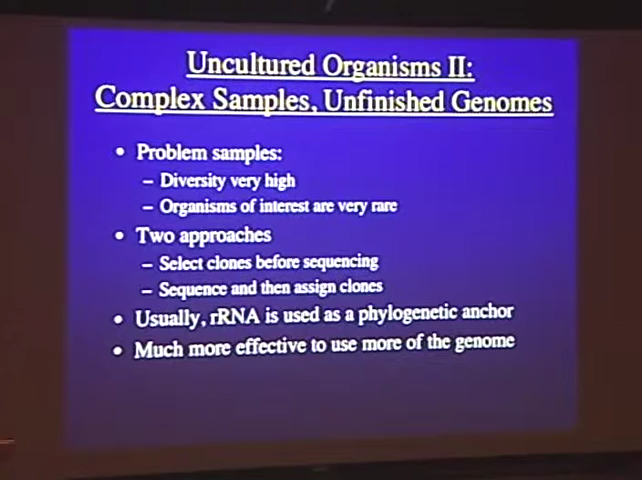 Uncultured Organisms II:
Complex Samples, Unfinished Genomes
• Problem samples:
– Diversity very high
– Organisms of interest are very rare
• Two approaches
– Select clones before sequencing
– Sequence and then assign clones
• Usually, rRNA is used as a phylogenetic anchor
• Much more effective to use more of the genome